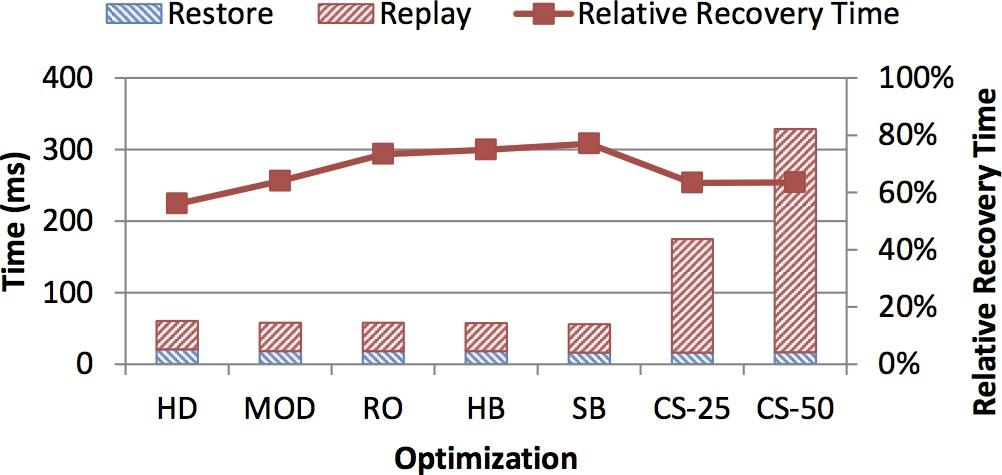 Restore Replay Relative Recovery Time
400 100%
300 80%
200 60%
100 40%
0 20%
0%
Time (ms)
Relative Recovery Time
HD MOD RO HB SB CS-25 CS-50
Optimization